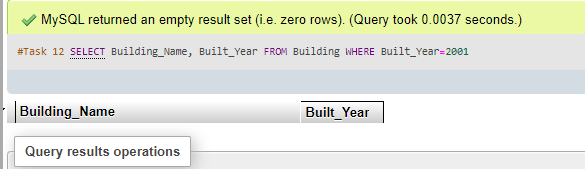 MySQL returned an empty result set (i.e. zero rows). (Query took 0.0037 seconds.)
#Task 12 SELECT Building_Name, Built_Year FROM Building WHERE Built_Year=2001
Building_Name Built_Year
Query results operations